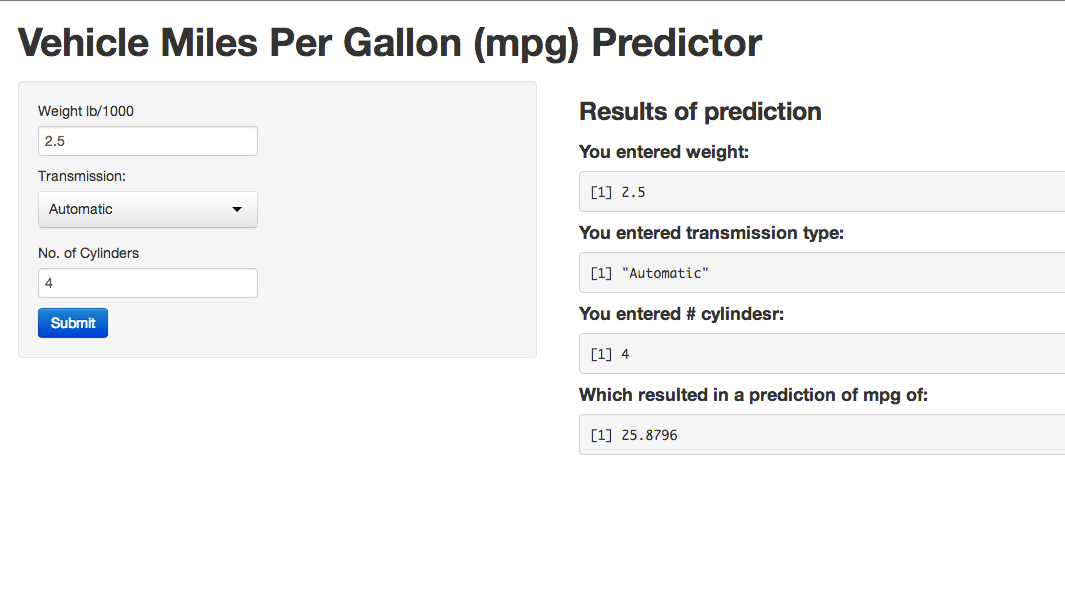 Vehicle Miles Per Gallon (mpg) Predictor
Weight lb/1000
2.5
Transmission:
Automatic
No. of Cylinders
4
Submit
Results of prediction
You entered weight:
[1] 2.5
You entered transmission type:
[1] "Automatic"
You entered # cylindesr:
[1] 4
Which resulted in a prediction of mpg of:
[1] 25.8796